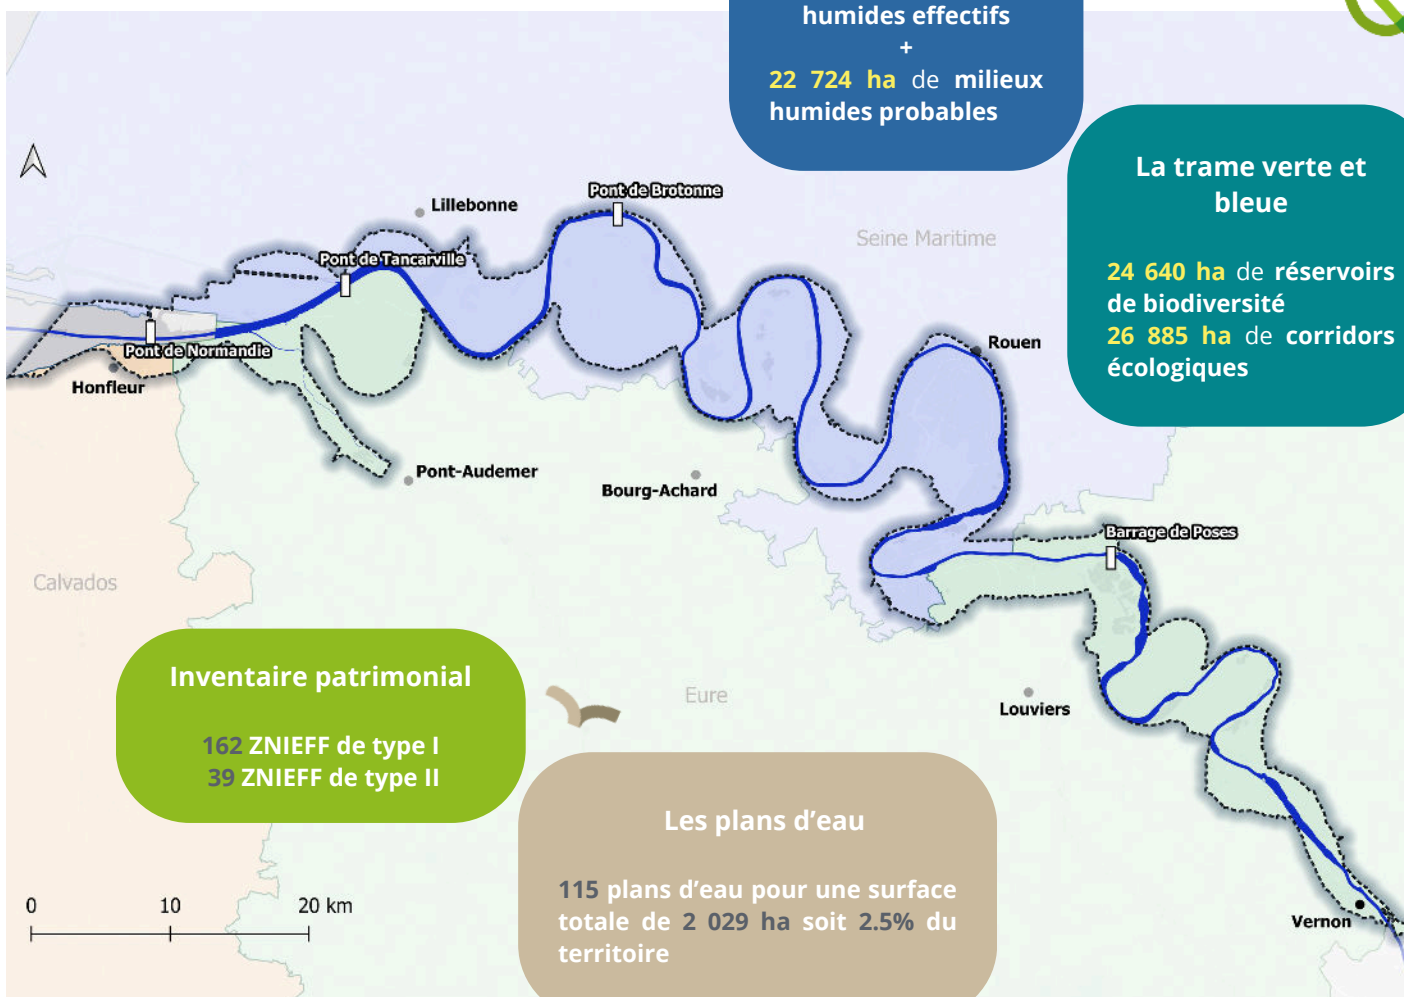 humides effectifs
+
22 724 ha de milieux
humides probables
La trame verte et
bleue
24 640 ha de réservoirs
de biodiversité
26 885 ha de corridors
écologiques
Pont de Brotonne
Lillebonne
Seine Maritime
Pont de Tancarville
Rouen
Pont de Normandie
Honfleur
Pont-Audemer
Bourg-Achard
Barrage de Poses
Calvados
Eure
Louviers
Inventaire patrimonial
162 ZNIEFF de type I
39 ZNIEFF de type II
Les plans d’eau
115 plans d’eau pour une surface
totale de 2 029 ha soit 2.5% du
territoire
0 10 20 km
Vernon